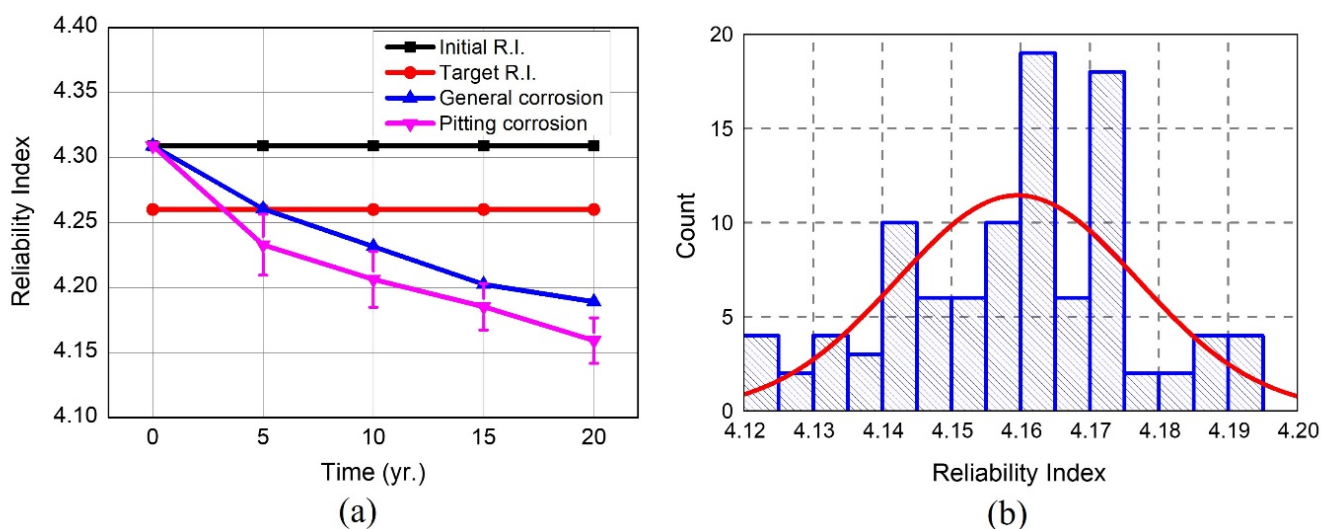 4.40
4.35
4.30
4.25
4.20
4.15
4.10
Reliability Index
Initial R.I.
Target R.I.
General corrosion
Pitting corrosion
0 5 10 15 20
Time (yr.)
(a)
20
15
10
5
0
Count
4.12 4.13 4.14 4.15 4.16 4.17 4.18 4.19 4.20
Reliability Index
(b)